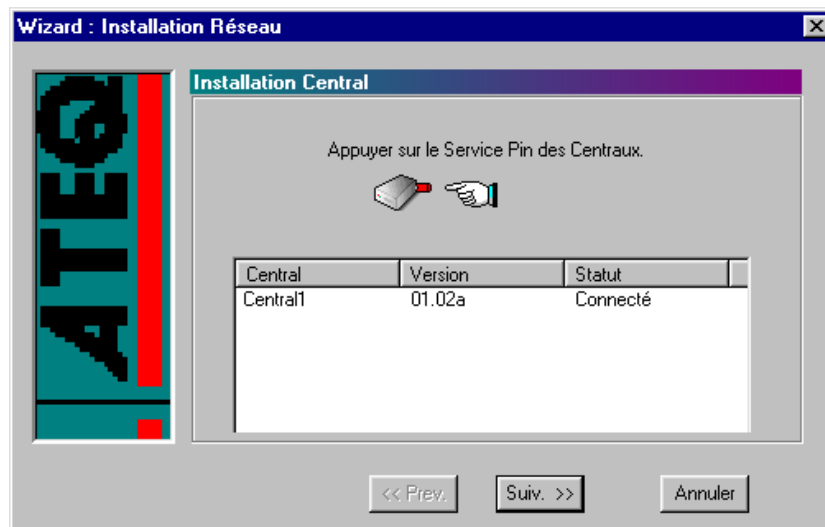 Wizard : Installation Réseau
ATEQ
Installation Central
Appuyer sur le Service Pin des Centraux.
Central Version Statut
Central1 01.02a Connecté
<< Prev. Suiv. >> Annuler